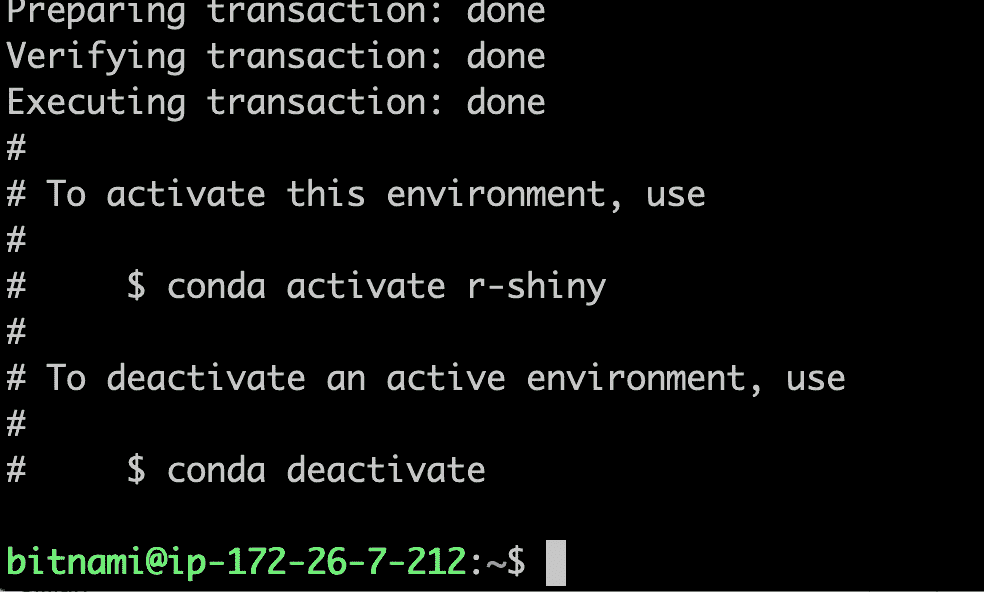 Preparing transaction: done
Verifying transaction: done
Executing transaction: done
#
# To activate this environment, use
#
#     $ conda activate r-shiny
#
# To deactivate an active environment, use
#
#     $ conda deactivate

bitnami@ip-172-26-7-212:~$